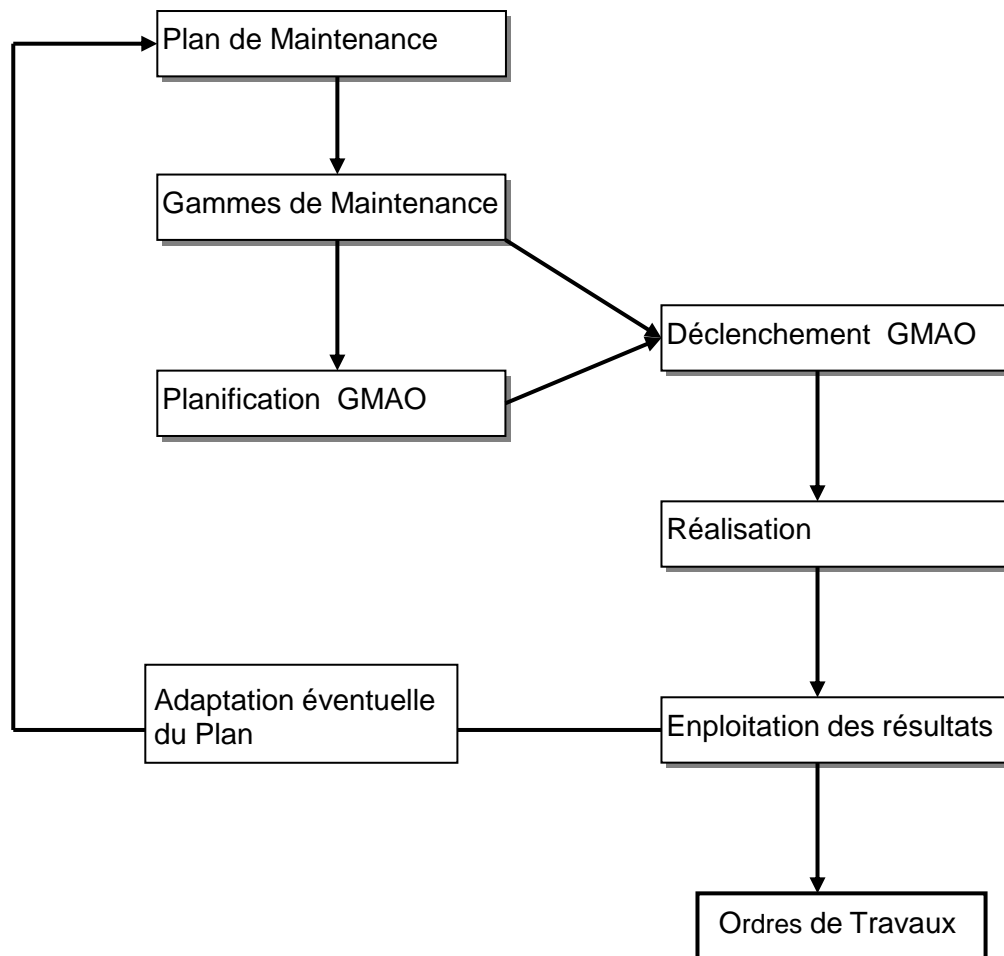 Plan de Maintenance
Gammes de Maintenance
Déclenchement GMAO
Planification GMAO
Réalisation
Adaptation éventuelle
du Plan
Enploitation des résultats
Ordres de Travaux